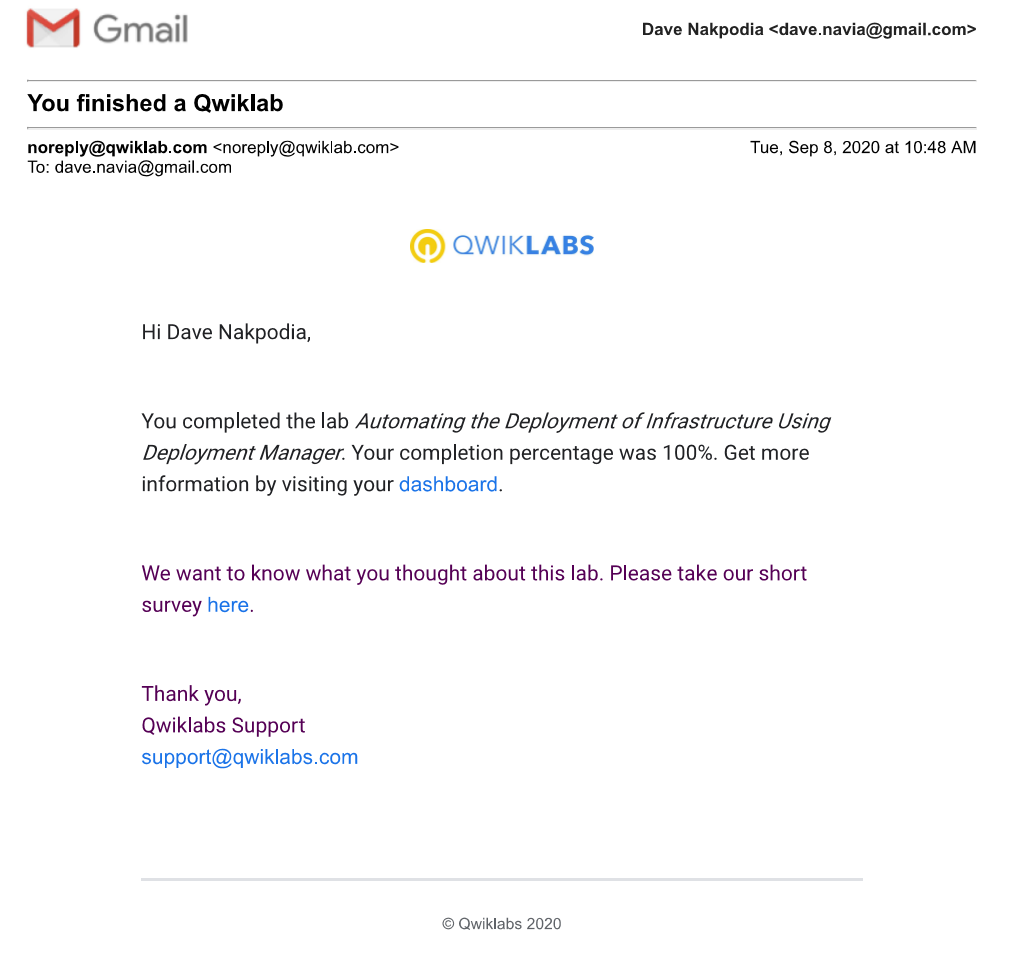 Gmail
Dave Nakpodia <dave.navia@gmail.com>
You finished a Qwiklab
noreply@qwiklab.com <noreply@qwiklab.com>
Tue, Sep 8, 2020 at 10:48 AM
To: dave.navia@gmail.com
QWIKLABS
Hi Dave Nakpodia,
You completed the lab Automating the Deployment of Infrastructure Using
Deployment Manager. Your completion percentage was 100%. Get more
information by visiting your dashboard.
We want to know what you thought about this lab. Please take our short
survey here.
Thank you,
Qwiklabs Support
support@qwiklabs.com
© Qwiklabs 2020